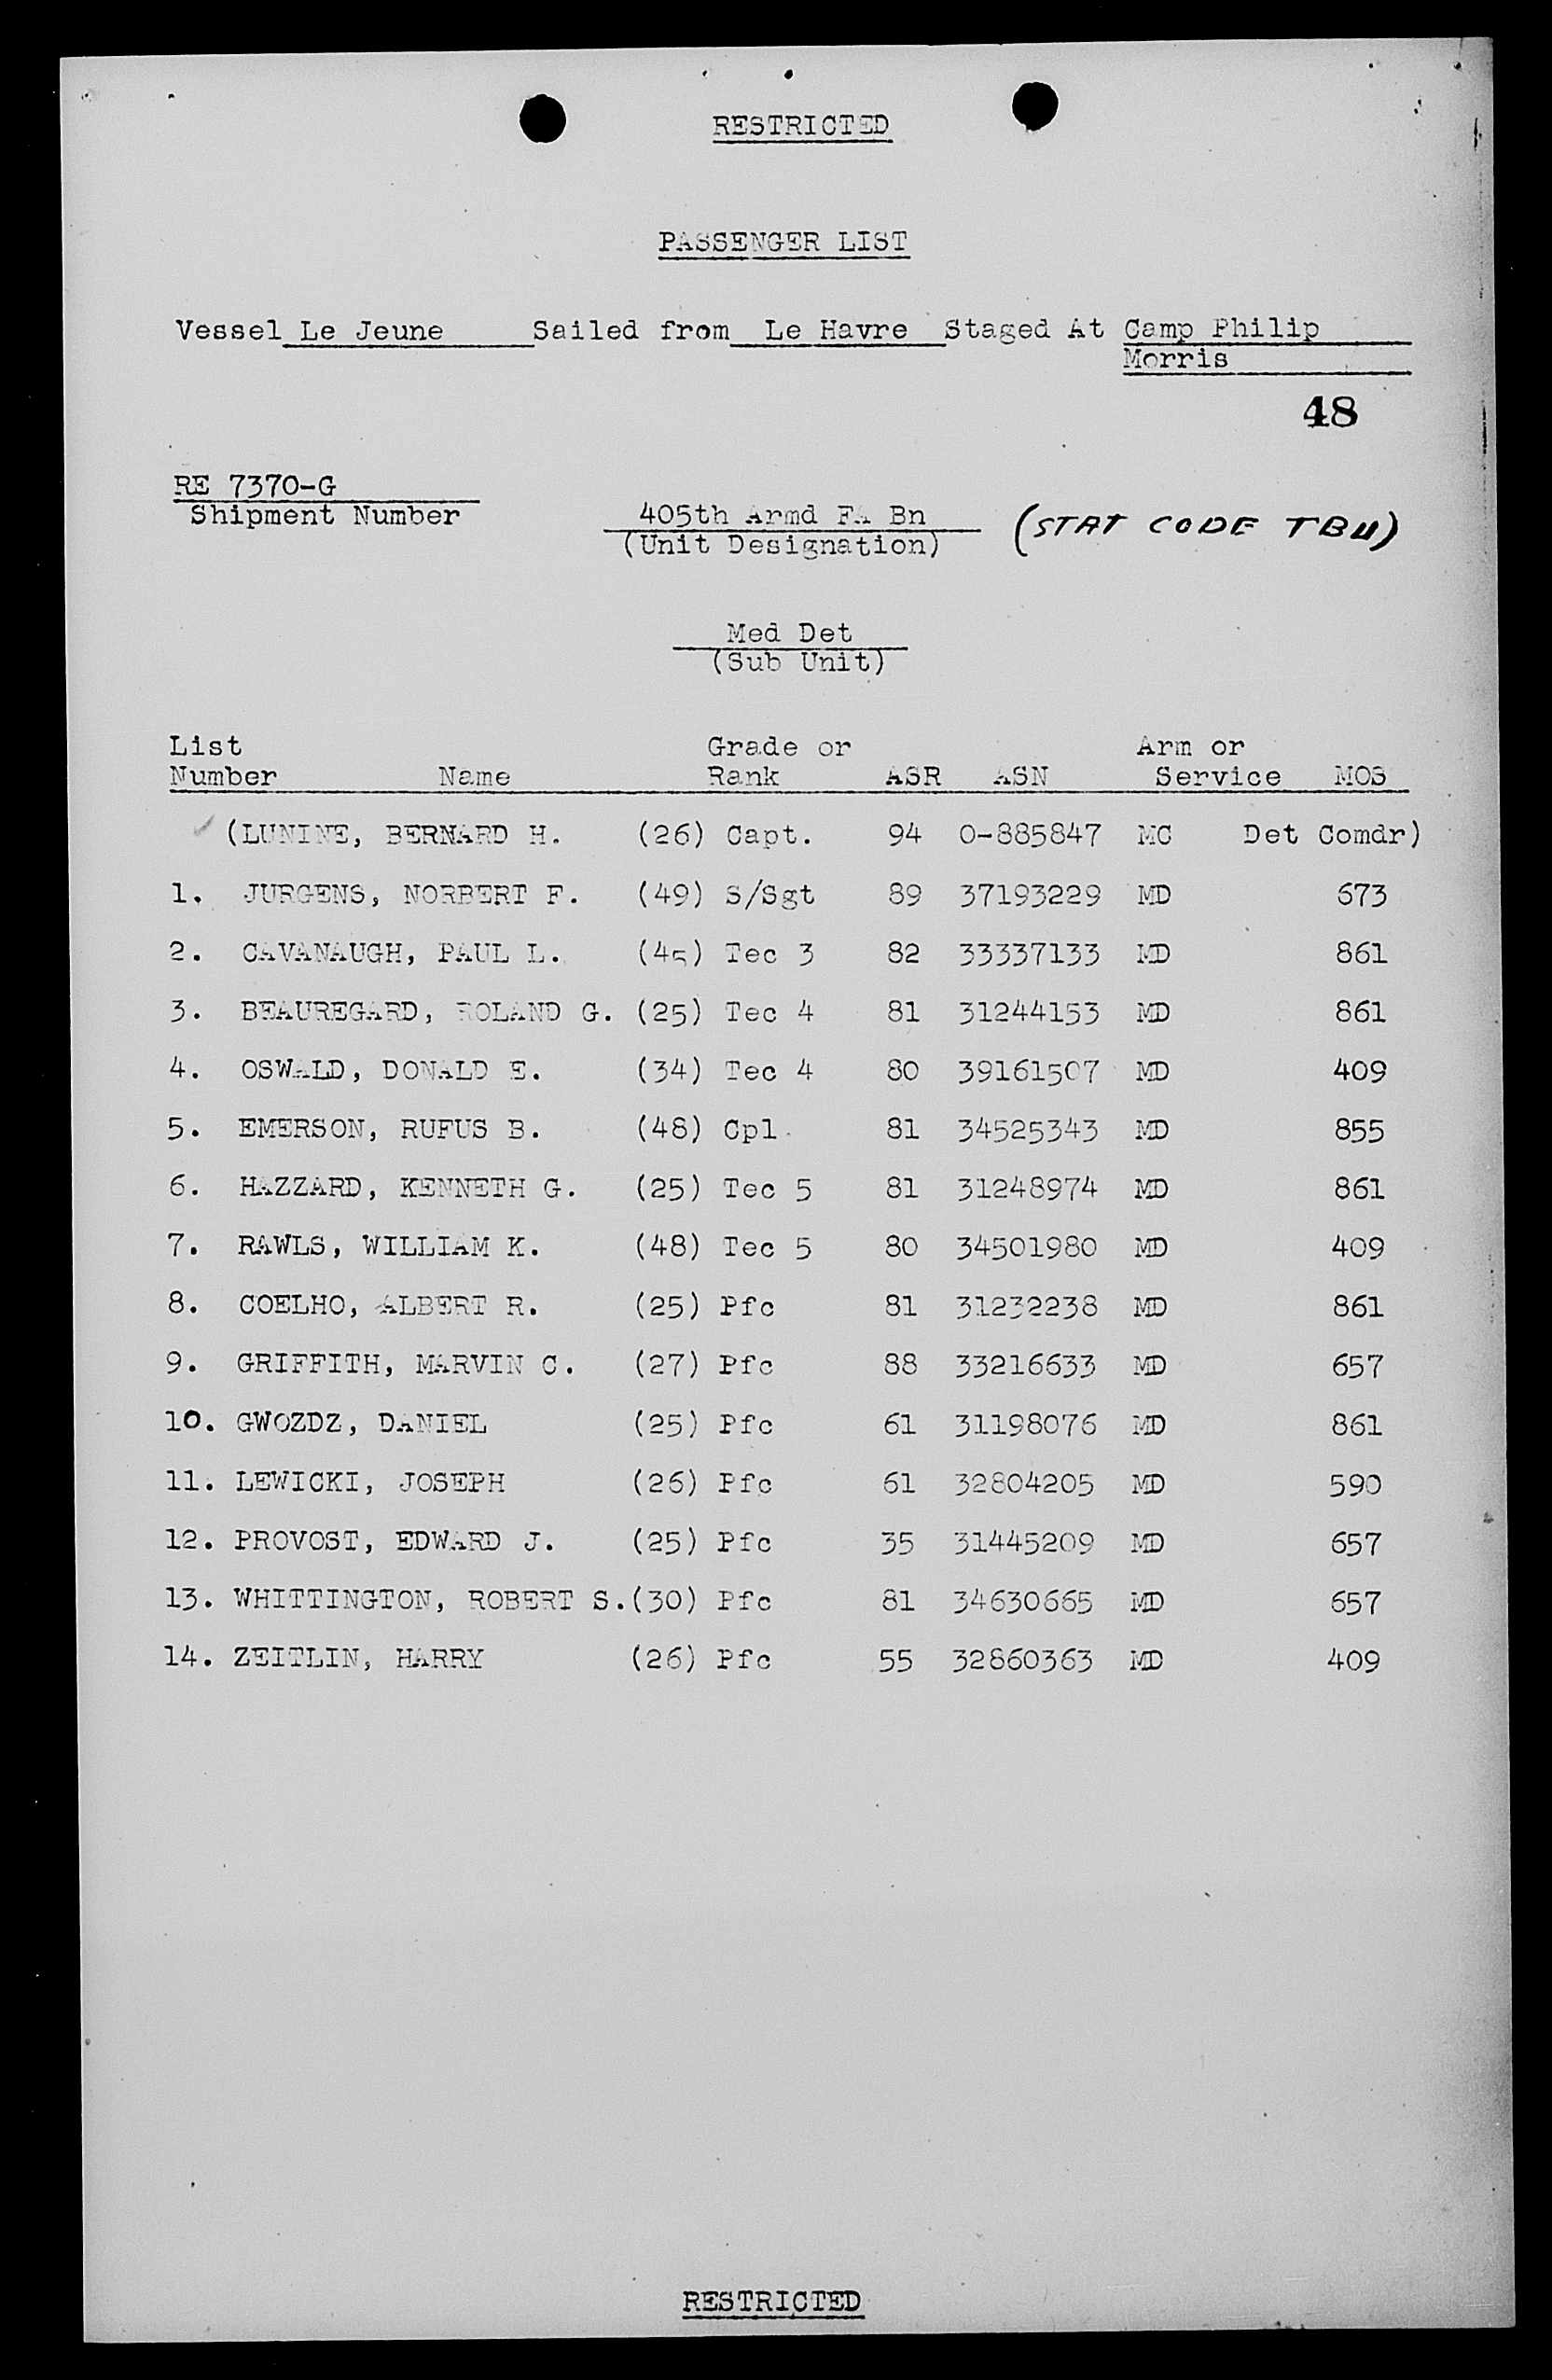 RESTRICTED
PASSENGER LIST
Vessel Le Jeune Sailed from Le Havre Staged At Camp Philip
Morris
48
RE 7370-G
Shipment Number
405th Armd FA Bn (STAT CODE TBU)
(Unit Designation)
Med Det
(Sub Unit)
List Grade or Arm or
Number Name Rank ASR ASN Service MOS
(LUNINE, BERNARD H. (26) Capt. 94 O-885847 MC Det Comdr)
1. JURGENS, NORBERT F. (49) S/Sgt 89 37193229 MD 673
2. CAVANAUGH, PAUL L. (45) Tec 3 82 33337133 MD 861
3. BEAUREGARD, ROLAND G. (25) Tec 4 81 31244153 MD 861
4. OSWALD, DONALD E. (34) Tec 4 80 39161507 MD 409
5. EMERSON, RUFUS B. (48) Cpl. 81 34525343 MD 855
6. HAZZARD, KENNETH G. (25) Tec 5 81 31248974 MD 861
7. RAWLS, WILLIAM K. (48) Tec 5 80 34501980 MD 409
8. COELHO, ALBERT R. (25) Pfc 81 31232238 MD 861
9. GRIFFITH, MARVIN C. (27) Pfc 88 33216633 MD 657
10. GWOZDZ, DANIEL (25) Pfc 61 31198076 MD 861
11. LEWICKI, JOSEPH (26) Pfc 61 32804205 MD 590
12. PROVOST, EDWARD J. (25) Pfc 35 31445209 MD 657
13. WHITTINGTON, ROBERT S. (30) Pfc 81 34630665 MD 657
14. ZEITLIN, HARRY (26) Pfc 55 32860363 MD 409
RESTRICTED